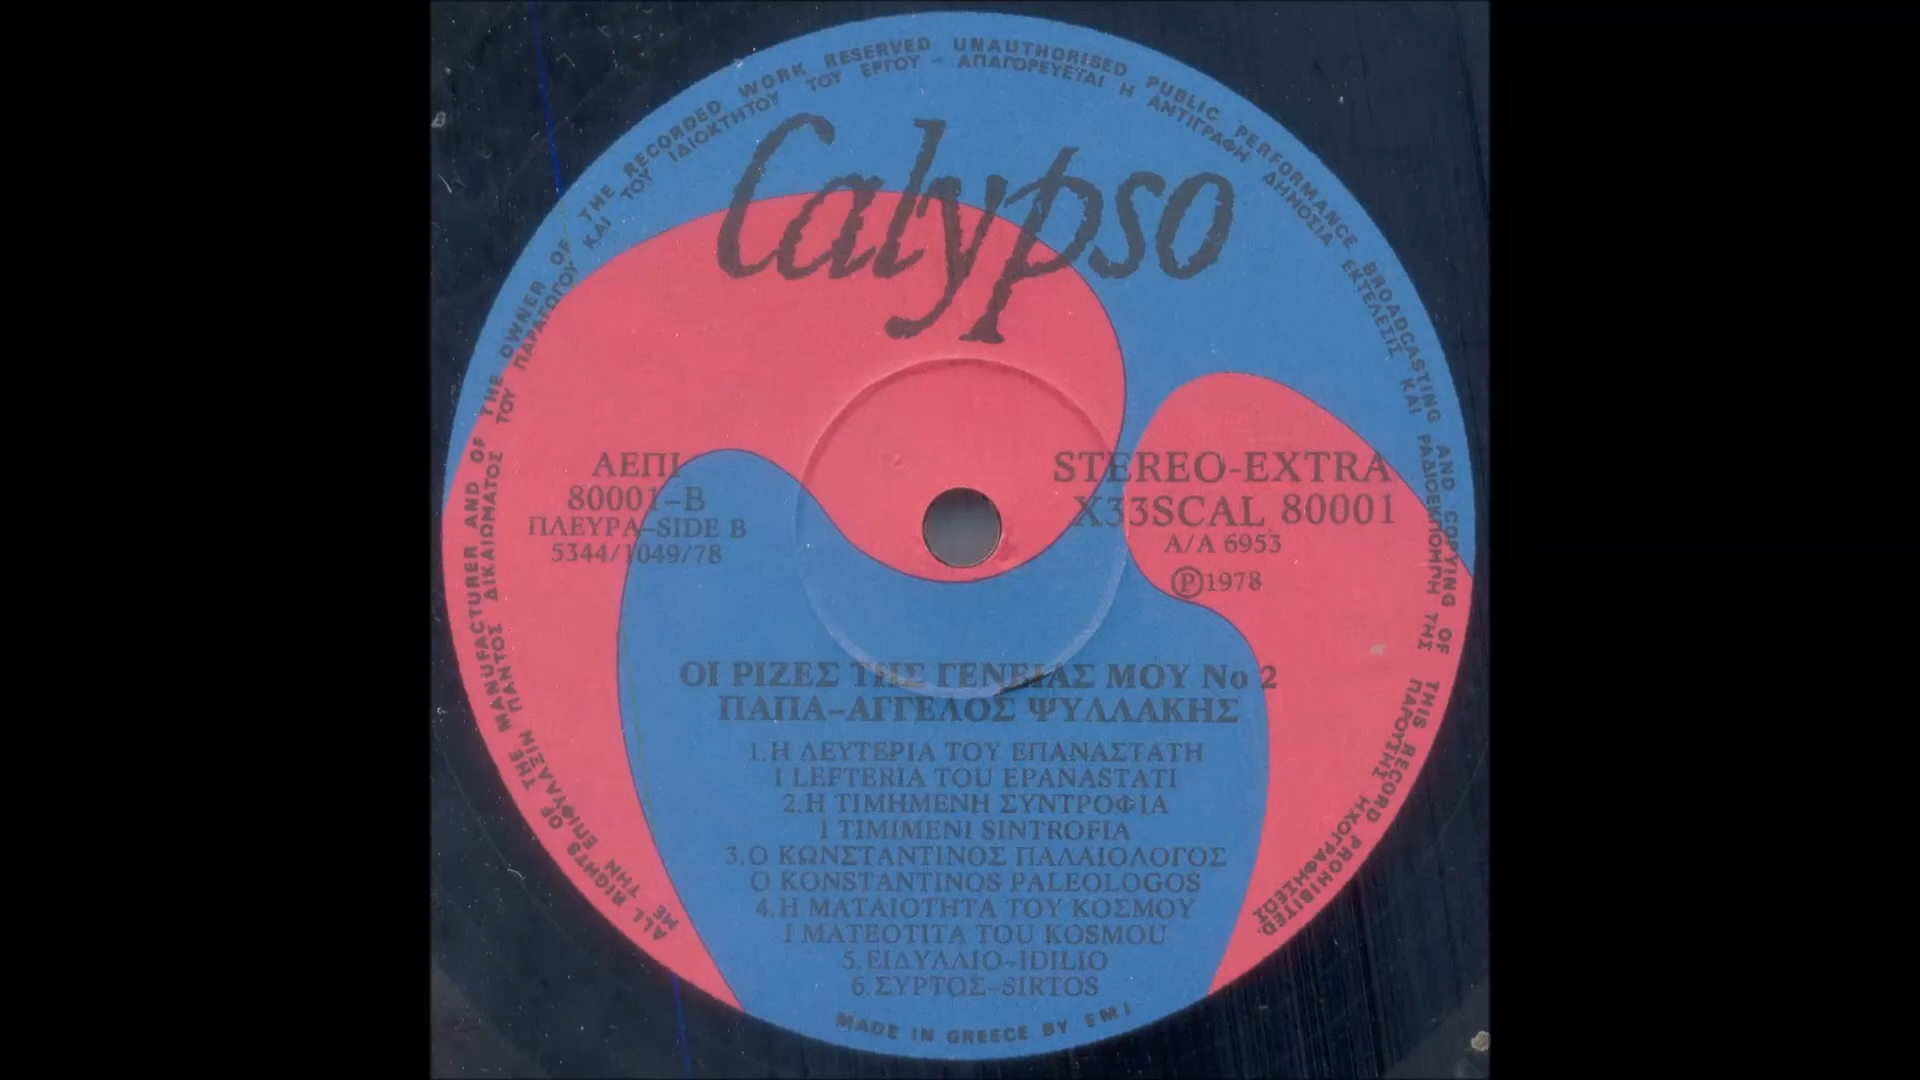 ALL RIGHTS OF THE MANUFACTURER AND OF THE OWNER OF THE RECORDED WORK RESERVED UNAUTHORISED PUBLIC PERFORMANCE BROADCASTING AND COPYING OF THIS RECORD PROHIBITED.
ΜΕ ΤΗΝ ΕΠΙΦΥΛΑΞΙΝ ΠΑΝΤΟΣ ΔΙΚΑΙΩΜΑΤΟΣ ΤΟΥ ΠΑΡΑΓΩΓΟΥ ΚΑΙ ΤΟΥ ΙΔΙΟΚΤΗΤΟΥ ΤΟΥ ΕΡΓΟΥ - ΑΠΑΓΟΡΕΥΕΤΑΙ Η ΑΝΤΙΓΡΑΦΗ ΔΗΜΟΣΙΑ ΕΚΤΕΛΕΣΙΣ ΚΑΙ ΡΑΔΙΟΕΚΠΟΜΠΗ ΤΗΣ ΠΑΡΟΥΣΗΣ ΗΧΟΓΡΑΦΗΣΕΩΣ
Calypso
ΑΕΠΙ
80001-B
ΠΛΕΥΡΑ-SIDE B
5344/1049/78
STEREO-EXTRA
X33SCAL 80001
A/A 6953
Ⓟ1978
ΟΙ ΡΙΖΕΣ ΤΗΣ ΓΕΝΕΙΑΣ ΜΟΥ Νο 2
ΠΑΠΑ-ΑΓΓΕΛΟΣ ΨΥΛΛΑΚΗΣ
1.Η ΛΕΥΤΕΡΙΑ ΤΟΥ ΕΠΑΝΑΣΤΑΤΗ
I LEFTERIA TOU EPANASTATI
2.Η ΤΙΜΗΜΕΝΗ ΣΥΝΤΡΟΦΙΑ
I TIMIMENI SINTROFIA
3.Ο ΚΩΝΣΤΑΝΤΙΝΟΣ ΠΑΛΑΙΟΛΟΓΟΣ
O KONSTANTINOS PALEOLOGOS
4.Η ΜΑΤΑΙΟΤΗΤΑ ΤΟΥ ΚΟΣΜΟΥ
I MATEOTITA TOU KOSMOU
5.ΕΙΔΥΛΛΙΟ-IDILIO
6.ΣΥΡΤΟΣ-SIRTOS
MADE IN GREECE BY EMI